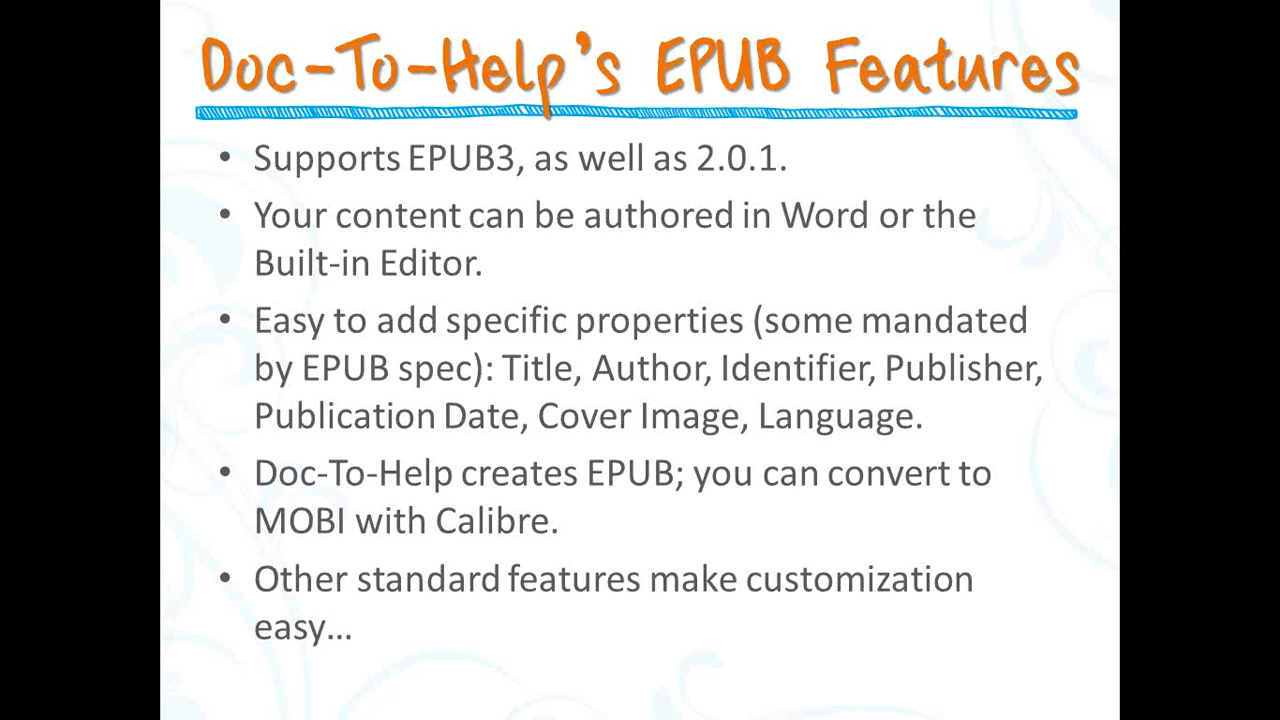 Doc-To-Help's EPUB Features
• Supports EPUB3, as well as 2.0.1.
• Your content can be authored in Word or the
Built-in Editor.
• Easy to add specific properties (some mandated
by EPUB spec): Title, Author, Identifier, Publisher,
Publication Date, Cover Image, Language.
• Doc-To-Help creates EPUB; you can convert to
MOBI with Calibre.
• Other standard features make customization
easy...